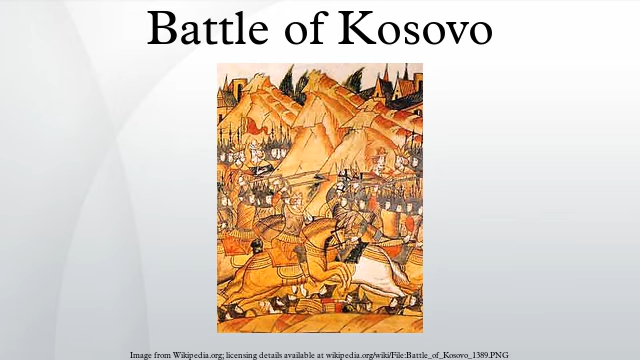 Battle of Kosovo
Image from Wikipedia.org; licensing details available at wikipedia.org/wiki/File:Battle_of_Kosovo_1389.PNG